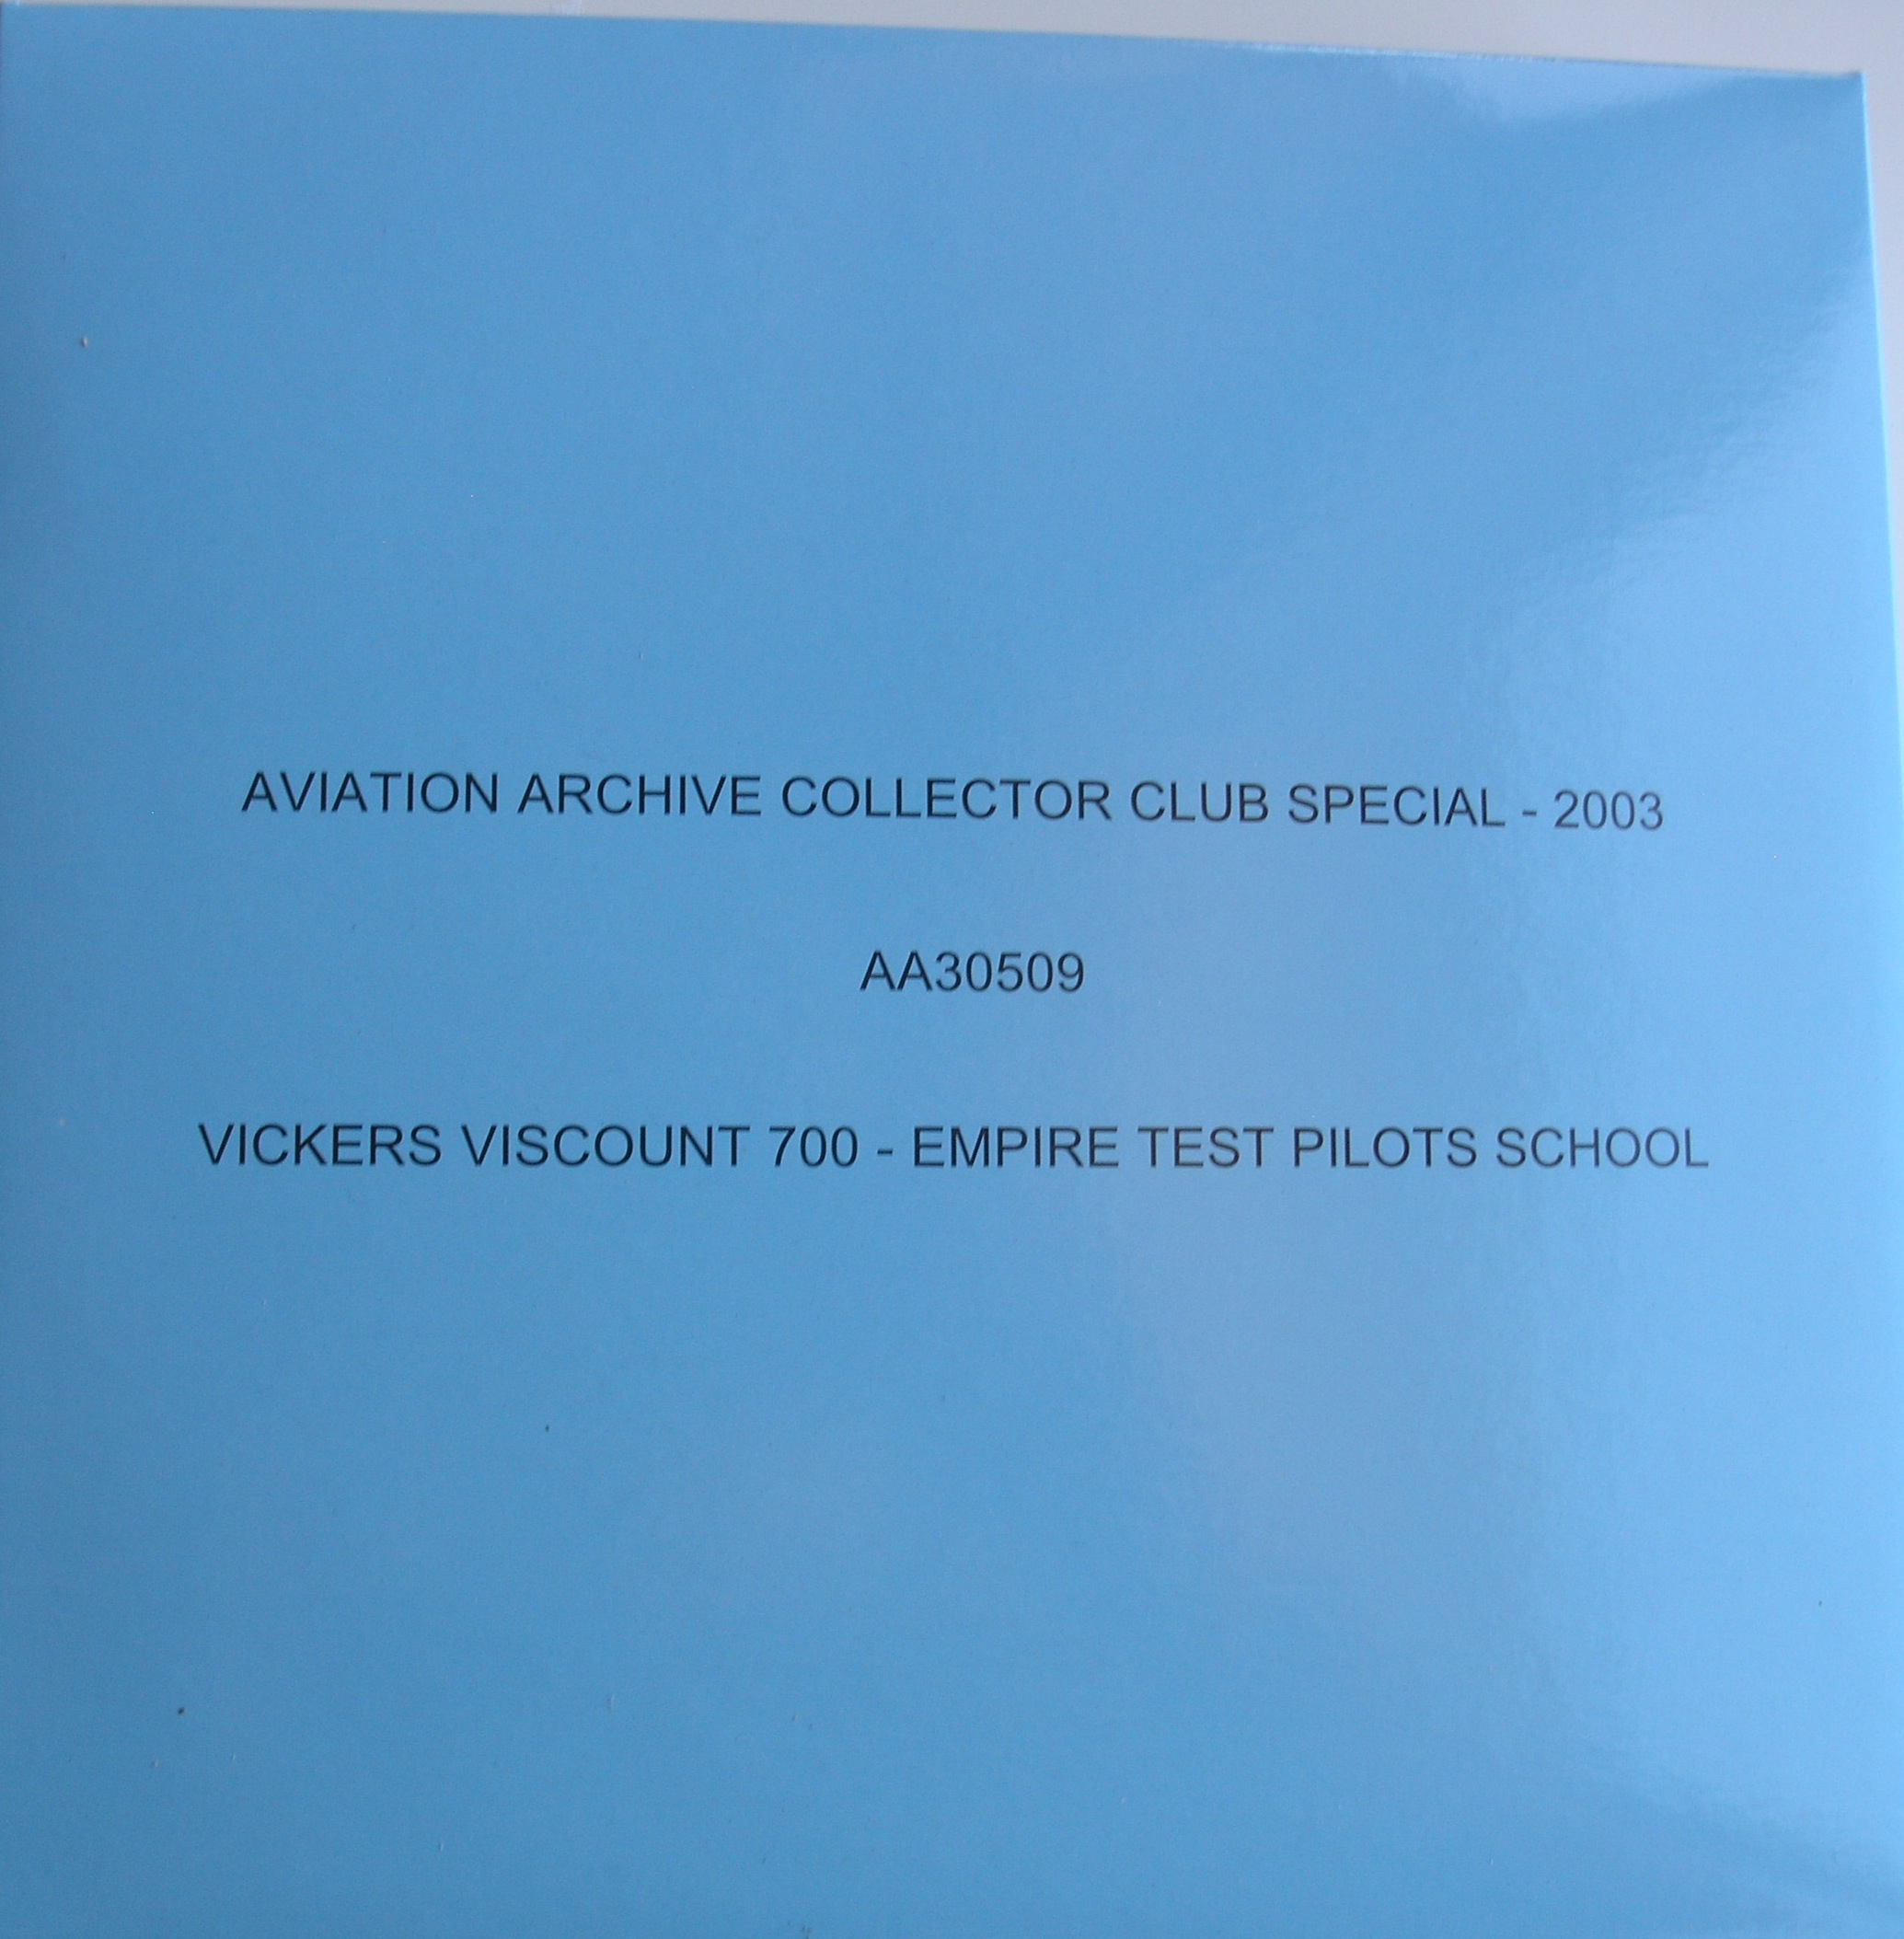 AVIATION ARCHIVE COLLECTOR CLUB SPECIAL - 2003
AA30509
VICKERS VISCOUNT 700 - EMPIRE TEST PILOTS SCHOOL